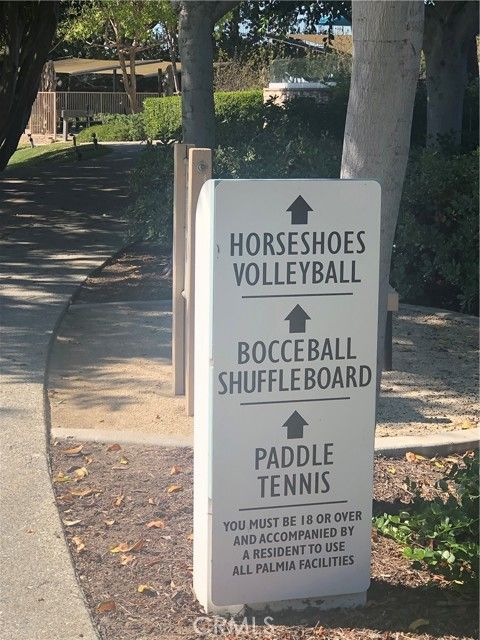 HORSESHOES
VOLLEYBALL
BOCCEBALL
SHUFFLEBOARD
PADDLE
TENNIS
YOU MUST BE 18 OR OVER
AND ACCOMPANIED BY
A RESIDENT TO USE
ALL PALMIA FACILITIES
CRMLS